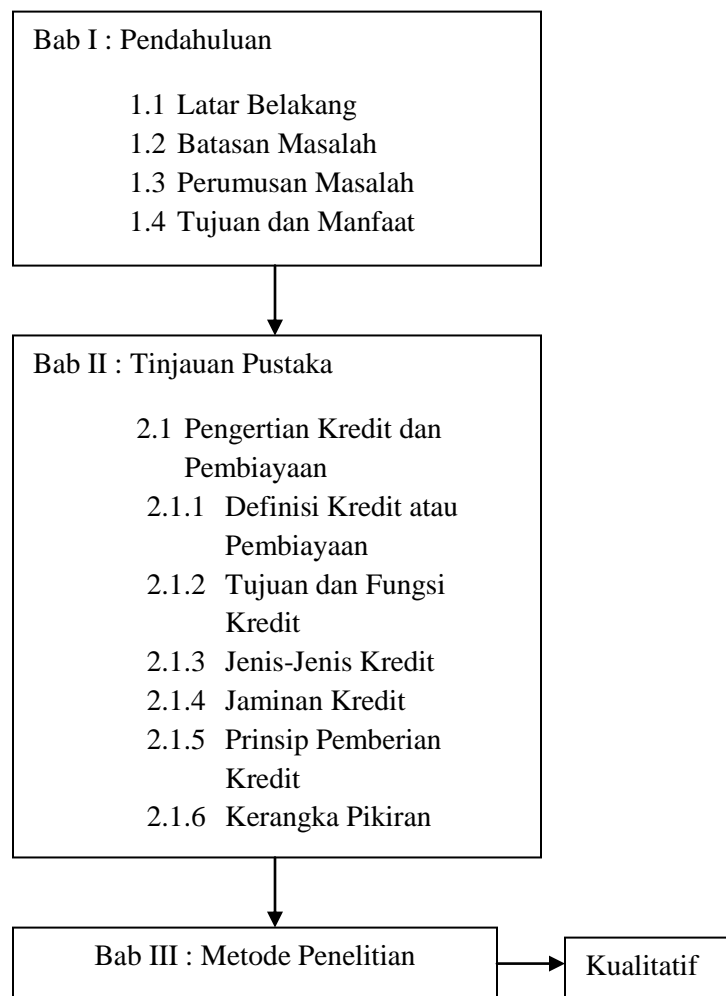 Bab I : Pendahuluan
1.1 Latar Belakang
1.2 Batasan Masalah
1.3 Perumusan Masalah
1.4 Tujuan dan Manfaat
Bab II : Tinjauan Pustaka
2.1 Pengertian Kredit dan
Pembiayaan
2.1.1 Definisi Kredit atau
Pembiayaan
2.1.2 Tujuan dan Fungsi
Kredit
2.1.3 Jenis-Jenis Kredit
2.1.4 Jaminan Kredit
2.1.5 Prinsip Pemberian
Kredit
2.1.6 Kerangka Pikiran
Bab III : Metode Penelitian
Kualitatif